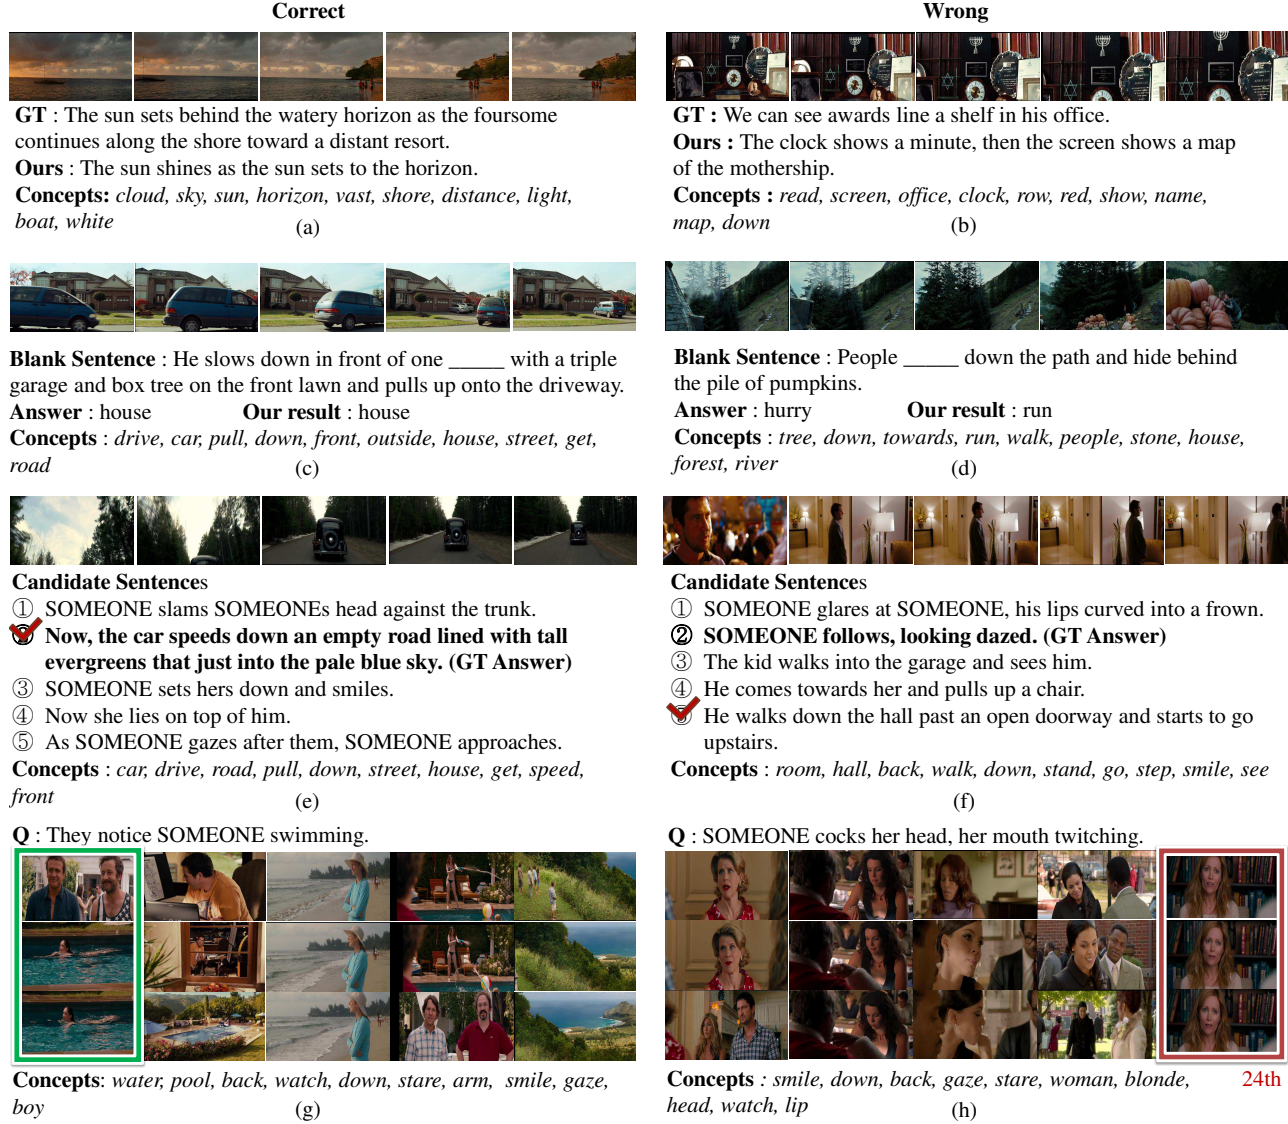 Correct
GT : The sun sets behind the watery horizon as the foursome
continues along the shore toward a distant resort.
Ours : The sun shines as the sun sets to the horizon.
Concepts: cloud, sky, sun, horizon, vast, shore, distance, light,
boat, white
(a)
Wrong
GT : We can see awards line a shelf in his office.
Ours : The clock shows a minute, then the screen shows a map
of the mothership.
Concepts : read, screen, office, clock, row, red, show, name,
map, down
(b)
Blank Sentence : He slows down in front of one _____ with a triple
garage and box tree on the front lawn and pulls up onto the driveway.
Answer : house Our result : house
Concepts : drive, car, pull, down, front, outside, house, street, get,
road
(c)
Blank Sentence : People _____ down the path and hide behind
the pile of pumpkins.
Answer : hurry Our result : run
Concepts : tree, down, towards, run, walk, people, stone, house,
forest, river
(d)
Candidate Sentences
① SOMEONE slams SOMEONEs head against the trunk.
② Now, the car speeds down an empty road lined with tall
evergreens that just into the pale blue sky. (GT Answer)
③ SOMEONE sets hers down and smiles.
④ Now she lies on top of him.
⑤ As SOMEONE gazes after them, SOMEONE approaches.
Concepts : car, drive, road, pull, down, street, house, get, speed,
front
(e)
Candidate Sentences
① SOMEONE glares at SOMEONE, his lips curved into a frown.
② SOMEONE follows, looking dazed. (GT Answer)
③ The kid walks into the garage and sees him.
④ He comes towards her and pulls up a chair.
⑤ He walks down the hall past an open doorway and starts to go
upstairs.
Concepts : room, hall, back, walk, down, stand, go, step, smile, see
(f)
Q : They notice SOMEONE swimming.
Concepts: water, pool, back, watch, down, stare, arm, smile, gaze,
boy
(g)
Q : SOMEONE cocks her head, her mouth twitching.
Concepts : smile, down, back, gaze, stare, woman, blonde,
head, watch, lip
24th
(h)